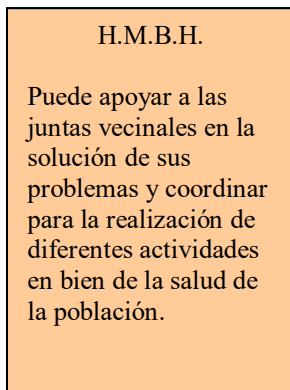 H.M.B.H.
Puede apoyar a las
juntas vecinales en la
solución de sus
problemas y coordinar
para la realización de
diferentes actividades
en bien de la salud de
la población.